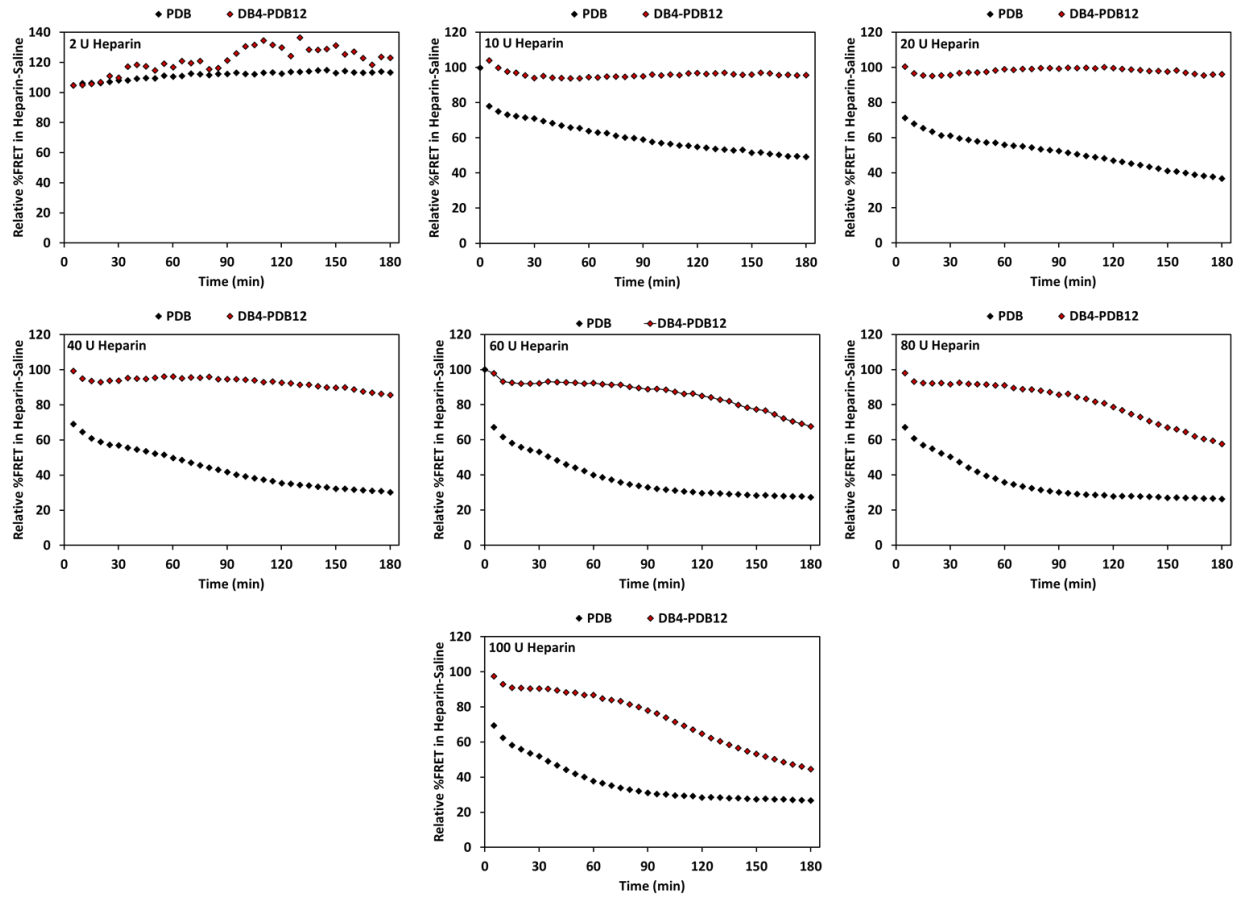 PDB DB4-PDB12
2 U Heparin
Relative %FRET in Heparin-Saline
140
120
100
80
60
40
20
0
0 30 60 90 120 150 180
Time (min)
PDB DB4-PDB12
10 U Heparin
Relative %FRET in Heparin-Saline
120
100
80
60
40
20
0
0 30 60 90 120 150 180
Time (min)
PDB DB4-PDB12
20 U Heparin
Relative %FRET in Heparin-Saline
120
100
80
60
40
20
0
0 30 60 90 120 150 180
Time (min)
PDB DB4-PDB12
40 U Heparin
Relative %FRET in Heparin-Saline
120
100
80
60
40
20
0
0 30 60 90 120 150 180
Time (min)
PDB DB4-PDB12
60 U Heparin
Relative %FRET in Heparin-Saline
120
100
80
60
40
20
0
0 30 60 90 120 150 180
Time (min)
PDB DB4-PDB12
80 U Heparin
Relative %FRET in Heparin-Saline
120
100
80
60
40
20
0
0 30 60 90 120 150 180
Time (min)
PDB DB4-PDB12
100 U Heparin
Relative %FRET in Heparin-Saline
120
100
80
60
40
20
0
0 30 60 90 120 150 180
Time (min)